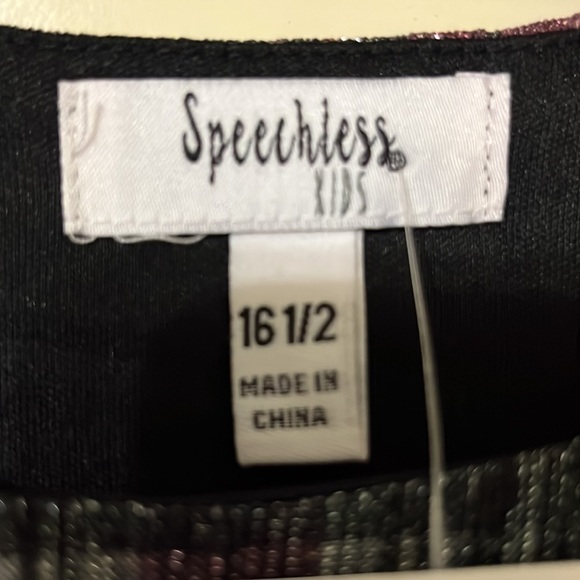 Speechless®
KIDS
16 1/2
MADE IN
CHINA